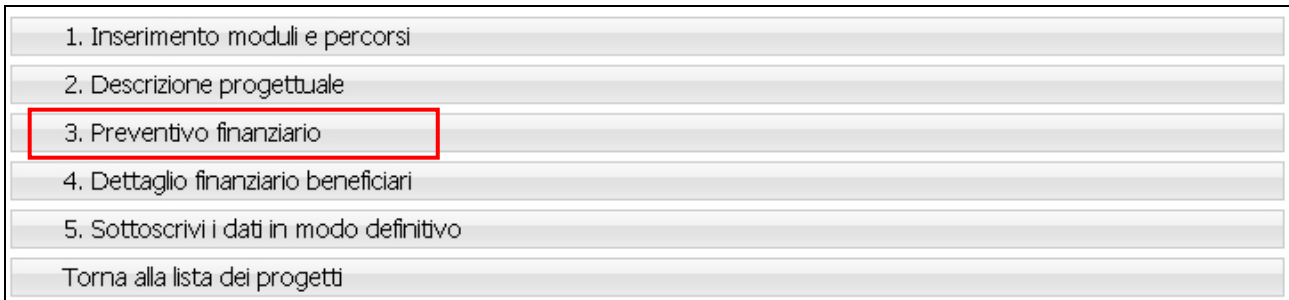 1. Inserimento moduli e percorsi
2. Descrizione progettuale
3. Preventivo finanziario
4. Dettaglio finanziario beneficiari
5. Sottoscrivi i dati in modo definitivo
Torna alla lista dei progetti